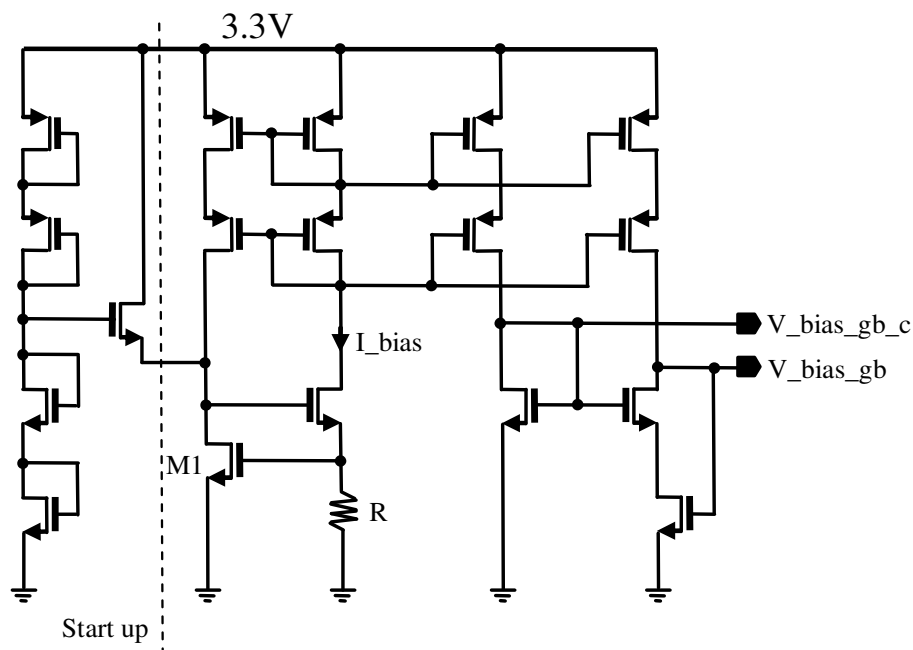 3.3V
V_bias_gb_c
I_bias
V_bias_gb
M1
R
Start up